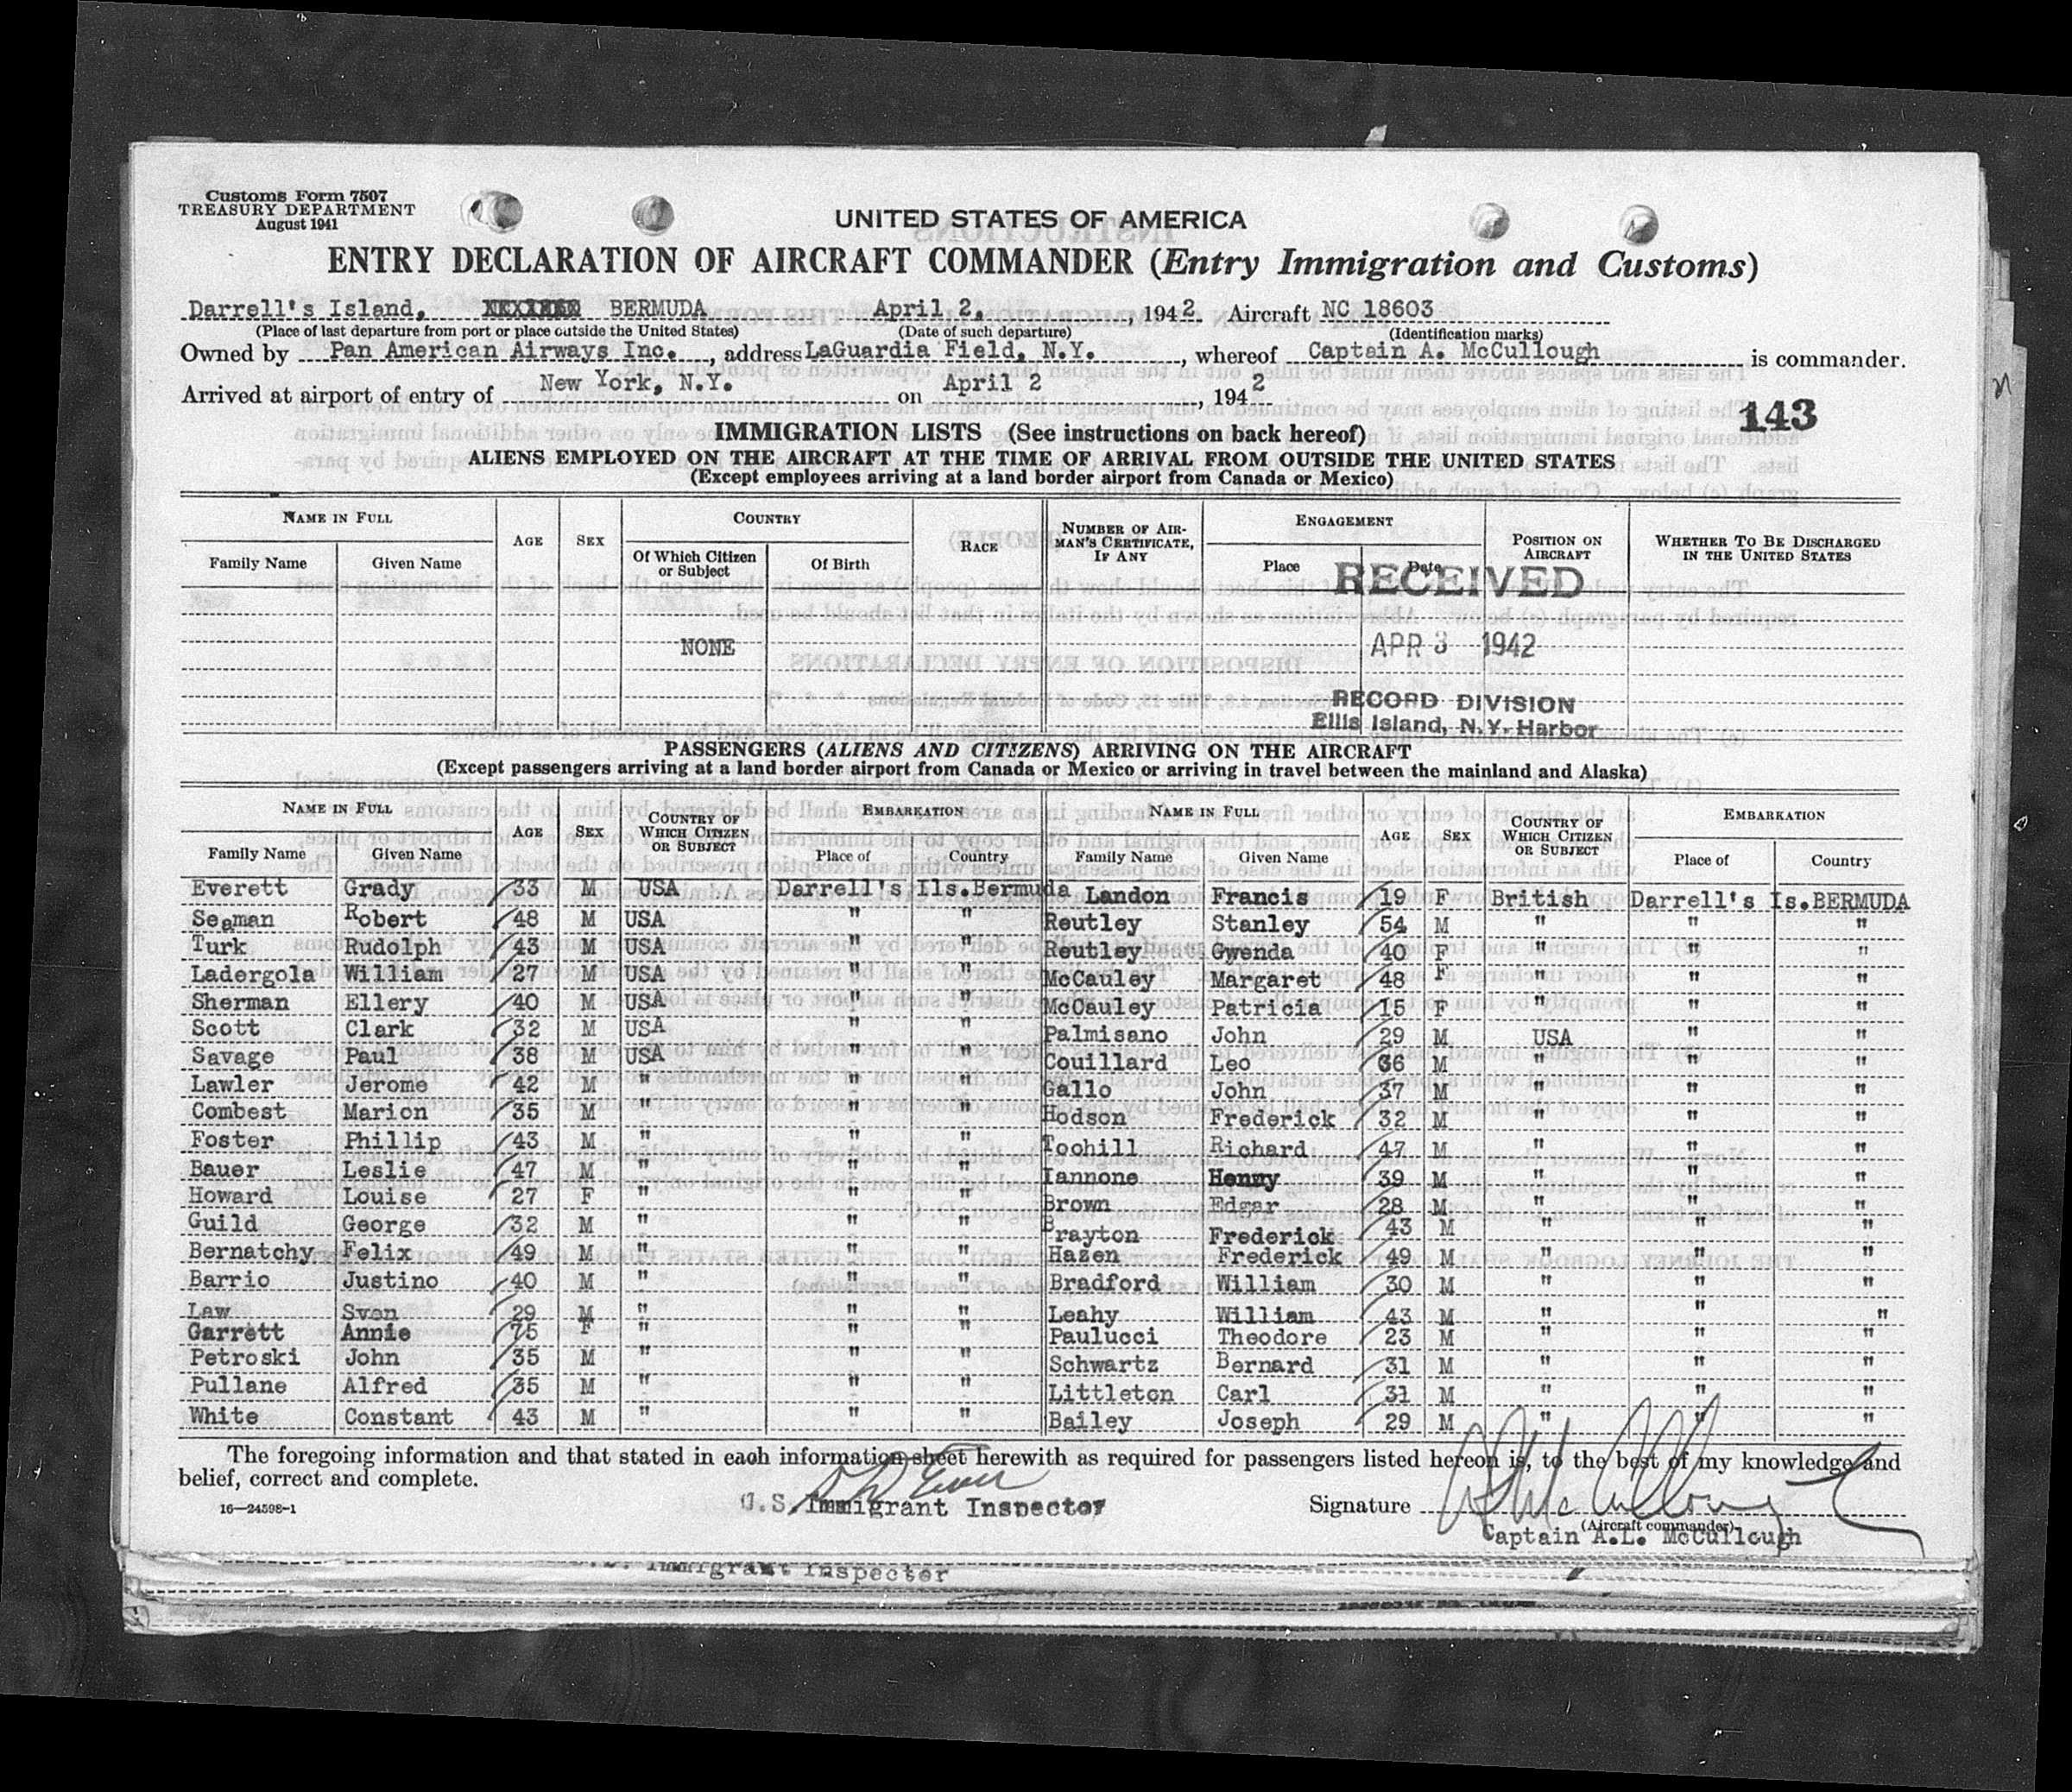 Customs Form 7507
TREASURY DEPARTMENT
August 1941
UNITED STATES OF AMERICA
ENTRY DECLARATION OF AIRCRAFT COMMANDER (Entry Immigration and Customs)
Darrell's Island, BERMUDA April 2, 1942 Aircraft NC 18603
(Place of last departure from port or place outside the United States) (Date of such departure) (Identification marks)
Owned by Pan American Airways Inc., address LaGuardia Field, N.Y., whereof Captain A. McCullough is commander.
Arrived at airport of entry of New York, N.Y. on April 2, 1942
143
IMMIGRATION LISTS (See instructions on back hereof)
ALIENS EMPLOYED ON THE AIRCRAFT AT THE TIME OF ARRIVAL FROM OUTSIDE THE UNITED STATES
(Except employees arriving at a land border airport from Canada or Mexico)
NAME IN FULL AGE SEX COUNTRY RACE NUMBER OF AIRMAN'S CERTIFICATE, IF ANY ENGAGEMENT POSITION ON AIRCRAFT WHETHER TO BE DISCHARGED IN THE UNITED STATES
Family Name Given Name Of Which Citizen or Subject Of Birth Place Date
RECEIVED
NONE APR 3 1942
RECORD DIVISION
Ellis Island, N.Y. Harbor
PASSENGERS (ALIENS AND CITIZENS) ARRIVING ON THE AIRCRAFT
(Except passengers arriving at a land border airport from Canada or Mexico or arriving in travel between the mainland and Alaska)
NAME IN FULL AGE SEX COUNTRY OF WHICH CITIZEN OR SUBJECT EMBARKATION NAME IN FULL AGE SEX COUNTRY OF WHICH CITIZEN OR SUBJECT EMBARKATION
Family Name Given Name Place of Country Family Name Given Name Place of Country
Everett Grady 33 M USA Darrell's Ils. Bermuda Landon Francis 19 F British Darrell's Is. BERMUDA
Seaman Robert 48 M USA " " Reutley Stanley 54 M " " "
Turk Rudolph 43 M USA " " Reutley Gwenda 40 F " " "
Ladergola William 27 M USA " " McCauley Margaret 48 F " " "
Sherman Ellery 40 M USA " " McCauley Patricia 15 F " " "
Scott Clark 32 M USA " " Palmisano John 29 M USA " "
Savage Paul 38 M USA " " Couillard Leo 36 M " " "
Lawler Jerome 42 M " " " Gallo John 37 M " " "
Combest Marion 35 M " " " Hodson Frederick 32 M " " "
Foster Phillip 43 M " " " Toohill Richard 47 M " " "
Bauer Leslie 47 M " " " Iannone Henny 39 M " " "
Howard Louise 27 F " " " Brown Edgar 28 M " " "
Guild George 32 M " " " Brayton Frederick 43 M " " "
Bernatchy Felix 49 M " " " Hazen Frederick 49 M " " "
Barrio Justino 40 M " " " Bradford William 30 M " " "
Law Sven 29 M " " " Leahy William 43 M " " "
Garrett Annie 75 F " " " Paulucci Theodore 23 M " " "
Petroski John 35 M " " " Schwartz Bernard 31 M " " "
Pullane Alfred 35 M " " " Littleton Carl 31 M " " "
White Constant 43 M " " " Bailey Joseph 29 M " " "
The foregoing information and that stated in each information sheet herewith as required for passengers listed hereon is, to the best of my knowledge and
belief, correct and complete.
16—24598-1
U.S. Immigrant Inspector
Signature A L McCullough
(Aircraft commander)
Captain A.L. McCullough
Immigrant Inspector